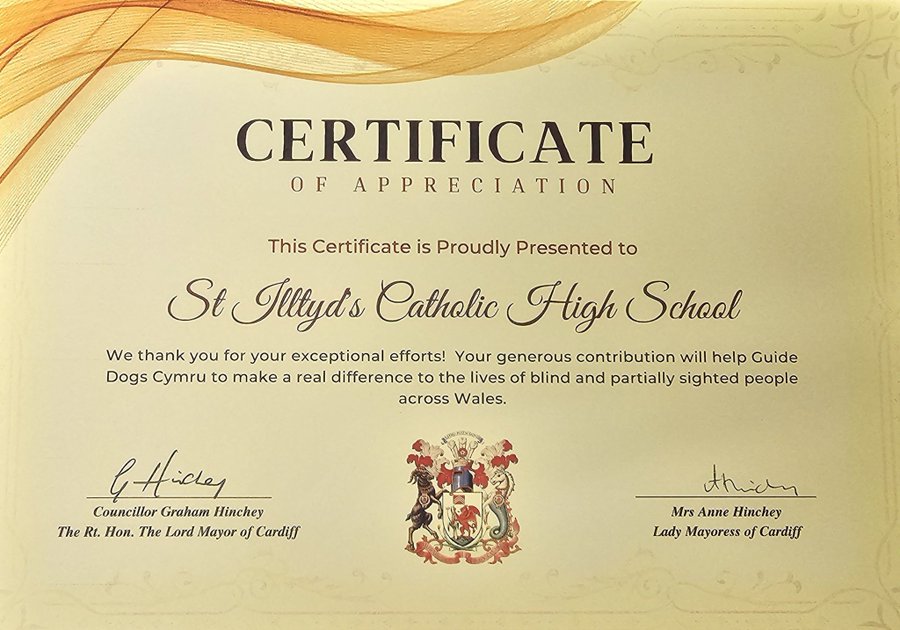 CERTIFICATE
OF APPRECIATION
This Certificate is Proudly Presented to
St Illtyd's Catholic High School
We thank you for your exceptional efforts!  Your generous contribution will help Guide
Dogs Cymru to make a real difference to the lives of blind and partially sighted people
across Wales.
G Hinchey
Councillor Graham Hinchey
The Rt. Hon. The Lord Mayor of Cardiff
Mrs Anne Hinchey
Lady Mayoress of Cardiff